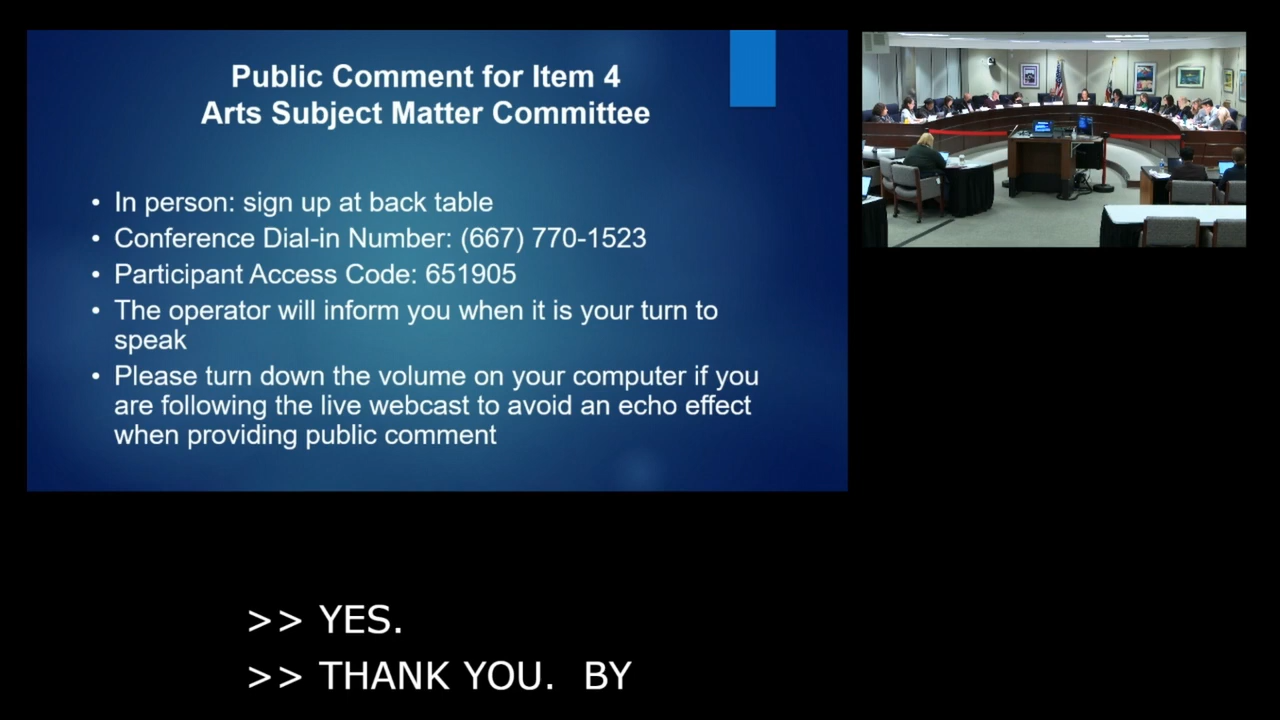 Public Comment for Item 4
Arts Subject Matter Committee
• In person: sign up at back table
• Conference Dial-in Number: (667) 770-1523
• Participant Access Code: 651905
• The operator will inform you when it is your turn to
speak
• Please turn down the volume on your computer if you
are following the live webcast to avoid an echo effect
when providing public comment
>> YES.
>> THANK YOU.  BY